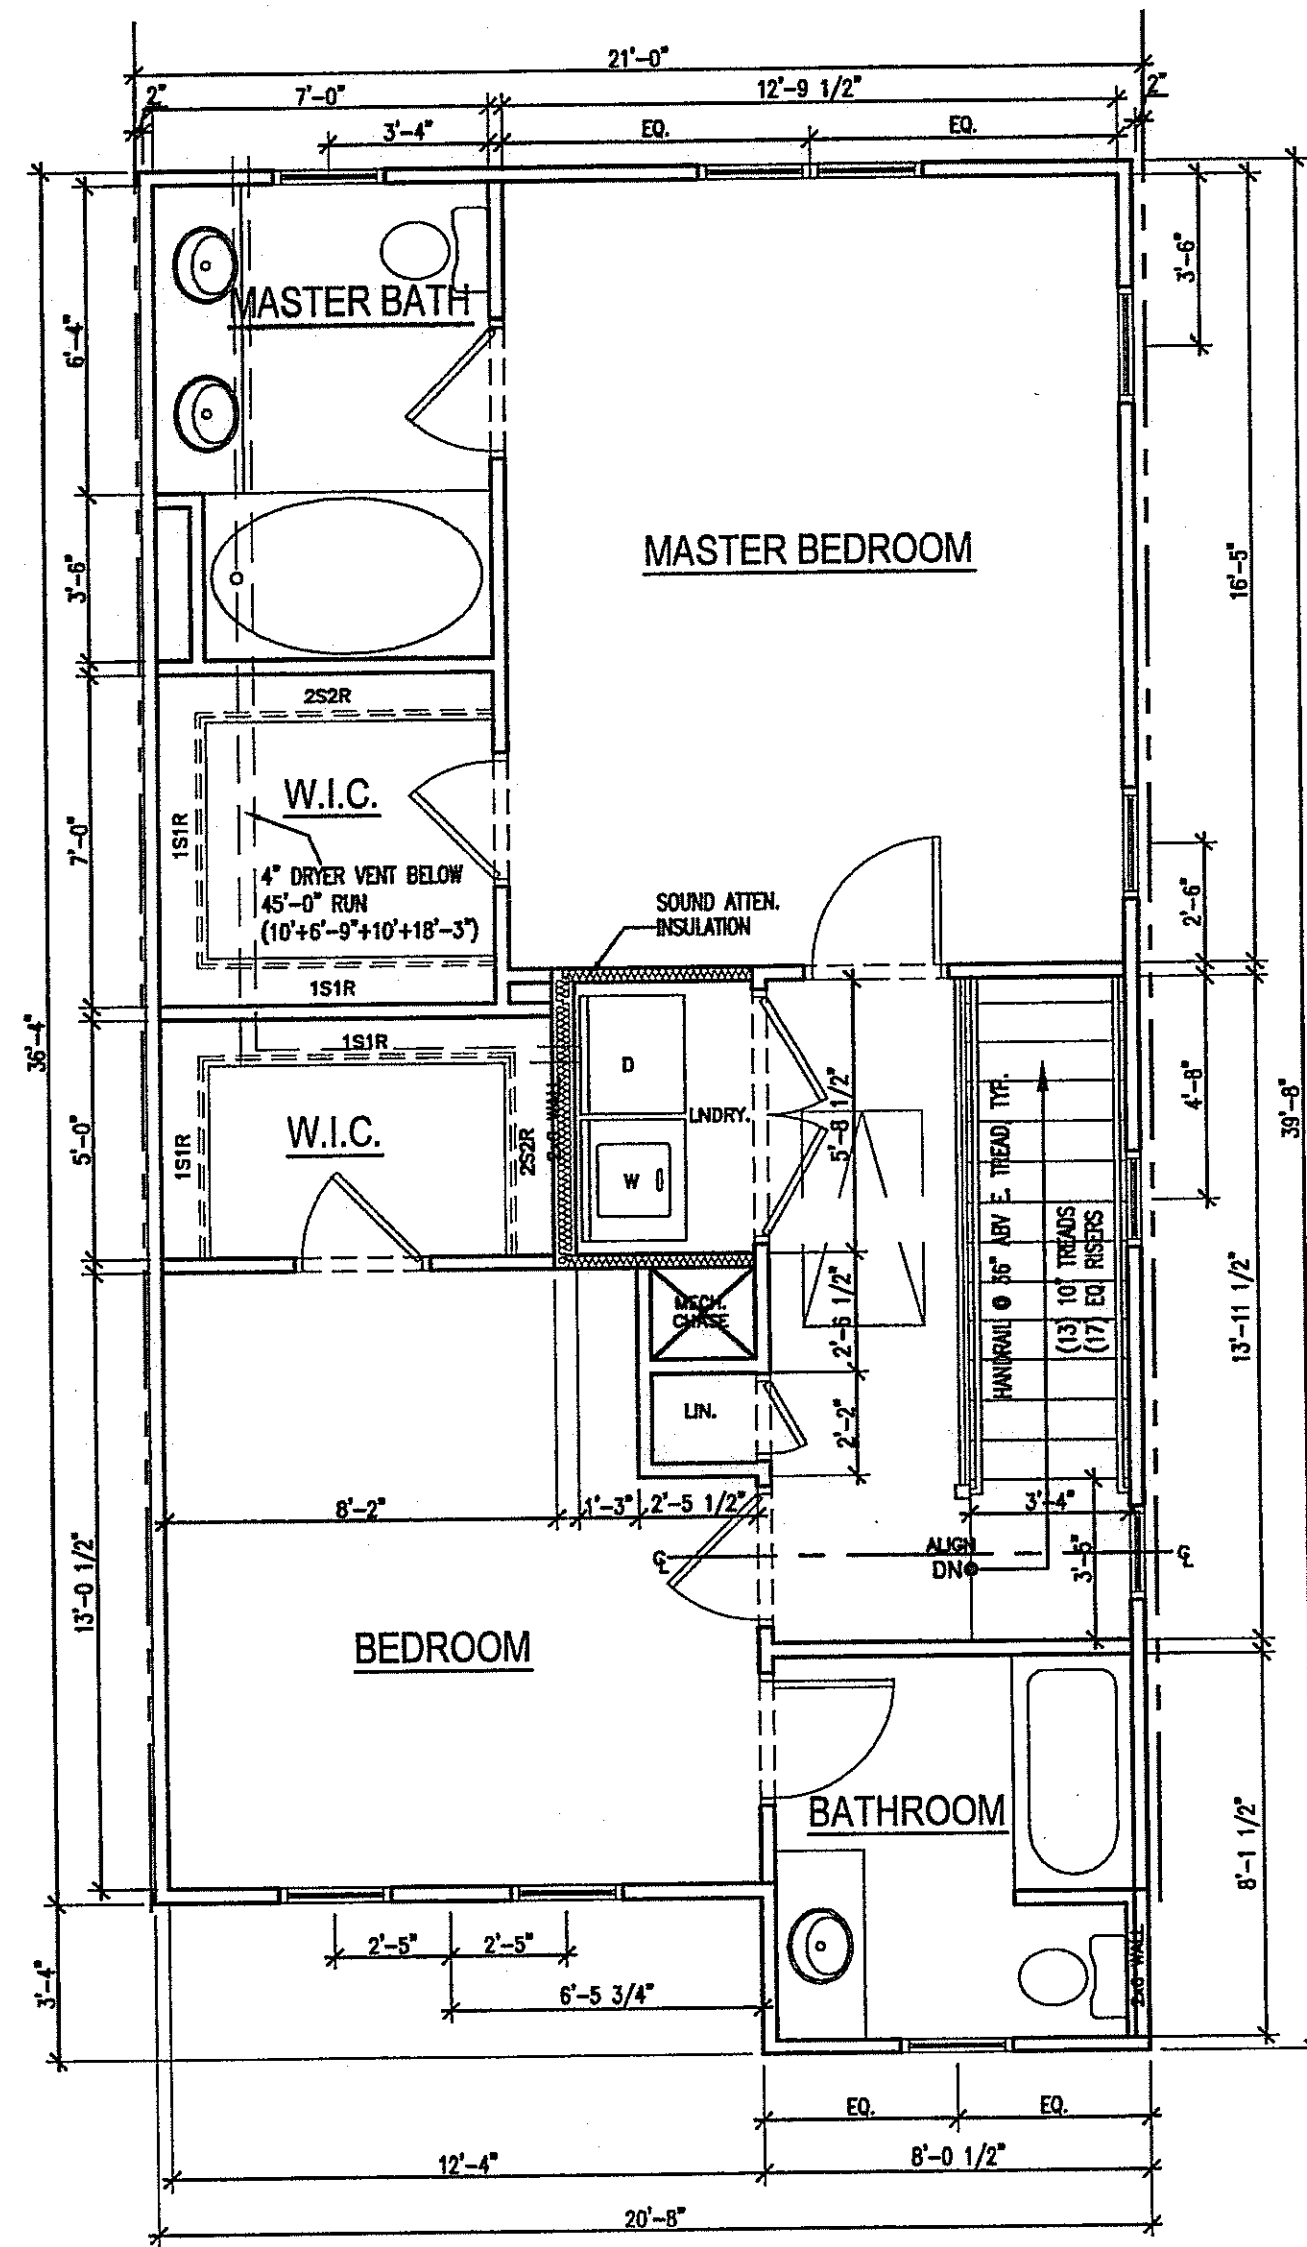 21'-0"
2"
7'-0"
12'-9 1/2"
2"
3'-4"
EQ.
EQ.
3'-6"
MASTER BATH
6'-4"
MASTER BEDROOM
16'-5"
3'-6"
2S2R
W.I.C.
1S1R
7'-0"
4" DRYER VENT BELOW
45'-0" RUN
(10'+6'-9"+10'+18'-3")
SOUND ATTEN.
INSULATION
2'-6"
1S1R
36'-4"
39'-8"
1S1R
D
LNDRY.
5'-8 1/2"
HANDRAIL @ 36" ABV E. TREAD, TYP.
4'-8"
W.I.C.
1S1R
2S2R
5'-0"
W
(13) 10" TREADS
(17) EQ. RISERS
MECH.
CHASE
2'-6 1/2"
13'-11 1/2"
LIN.
2'-2"
8'-2"
1'-3"
2'-5 1/2"
3'-4"
13'-0 1/2"
ALIGN
DN
BEDROOM
BATHROOM
8'-1 1/2"
2'-5"
2'-5"
6'-5 3/4"
2x6 WALL
3'-4"
EQ.
EQ.
12'-4"
8'-0 1/2"
20'-8"